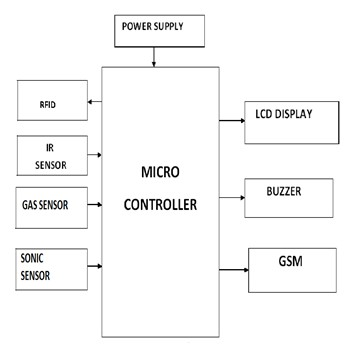 POWER SUPPLY
RFID
IR
SENSOR
GAS SENSOR
SONIC
SENSOR
MICRO
CONTROLLER
LCD DISPLAY
BUZZER
GSM